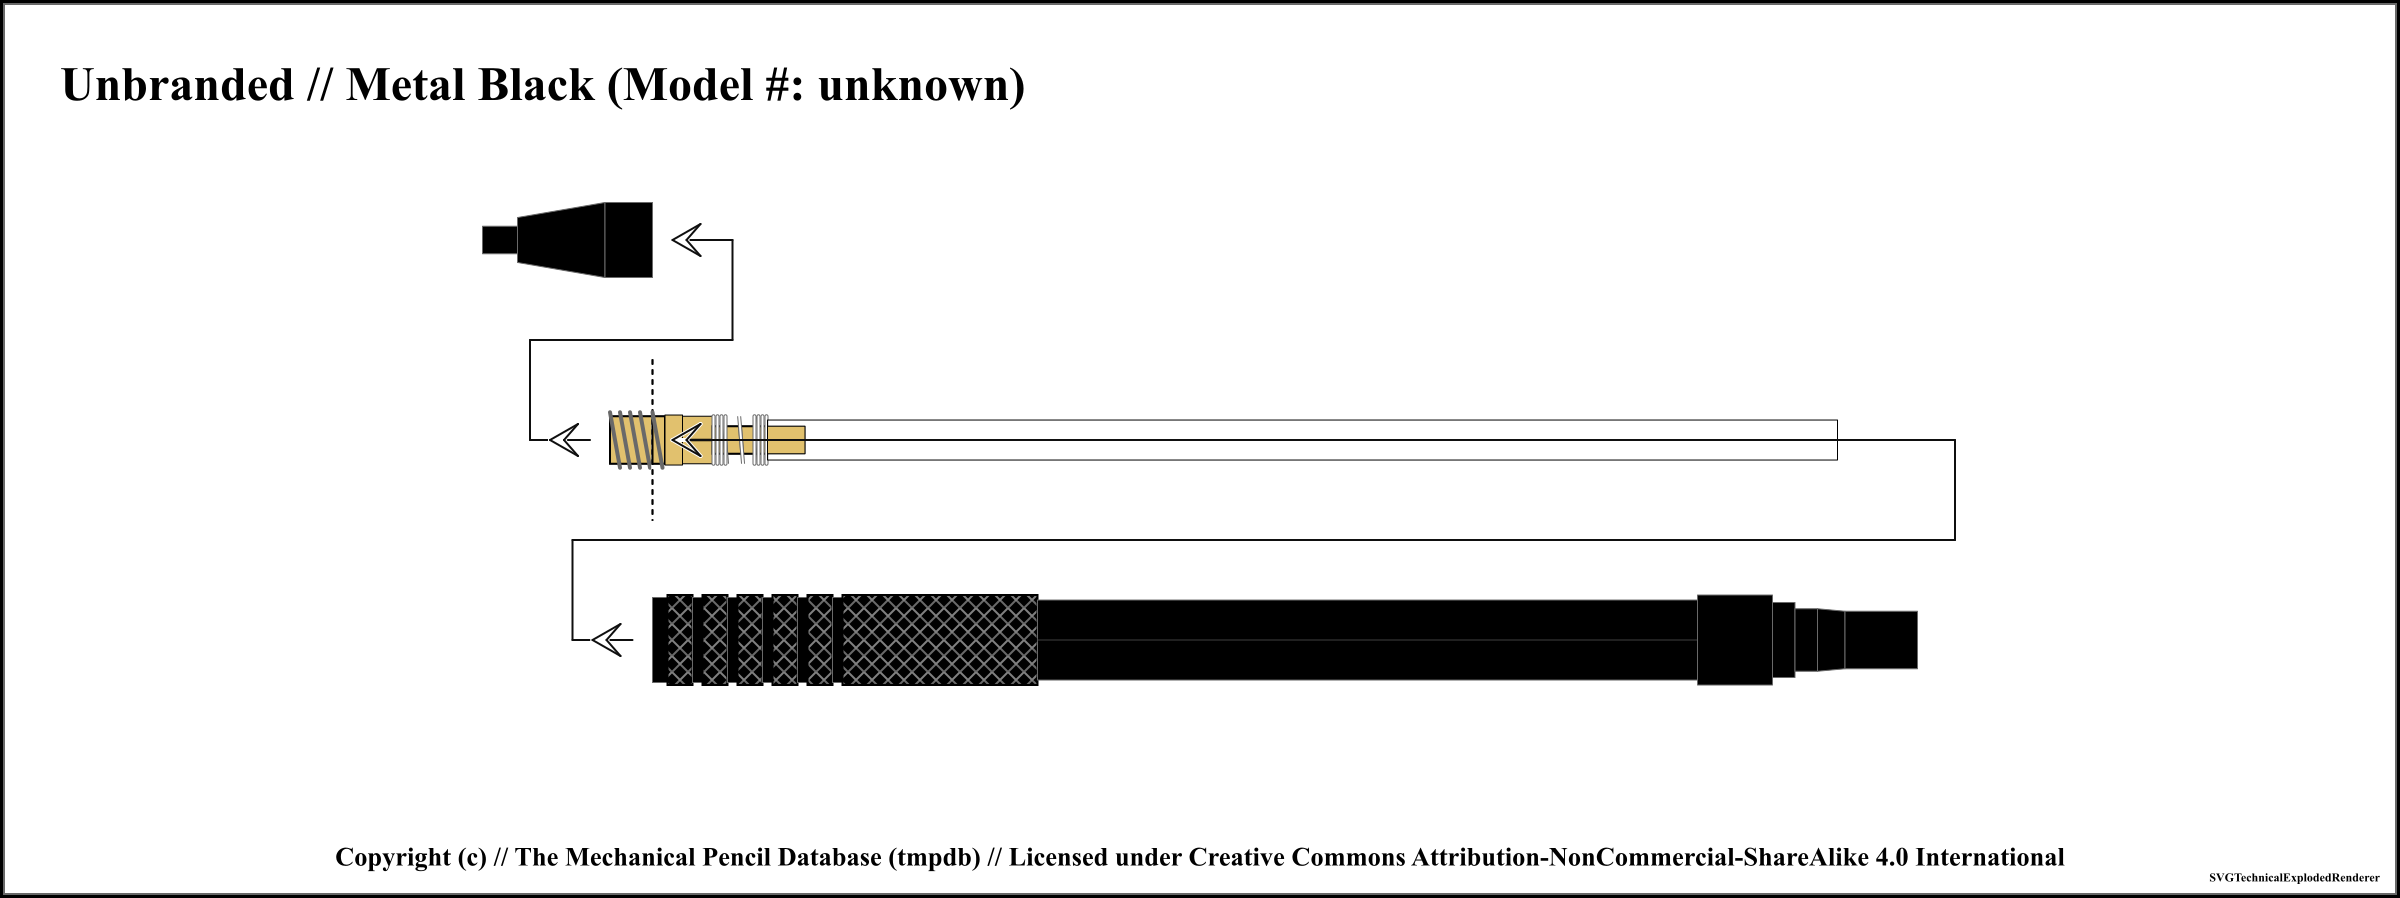 Unbranded // Metal Black (Model #: unknown)
Copyright (c) // The Mechanical Pencil Database (tmpdb) // Licensed under Creative Commons Attribution-NonCommercial-ShareAlike 4.0 International
SVGTechnicalExplodedRenderer